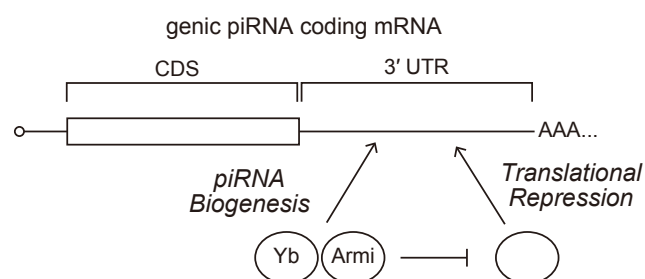 genic piRNA coding mRNA
CDS
3′ UTR
AAA...
piRNA
Biogenesis
Translational
Repression
Yb
Armi